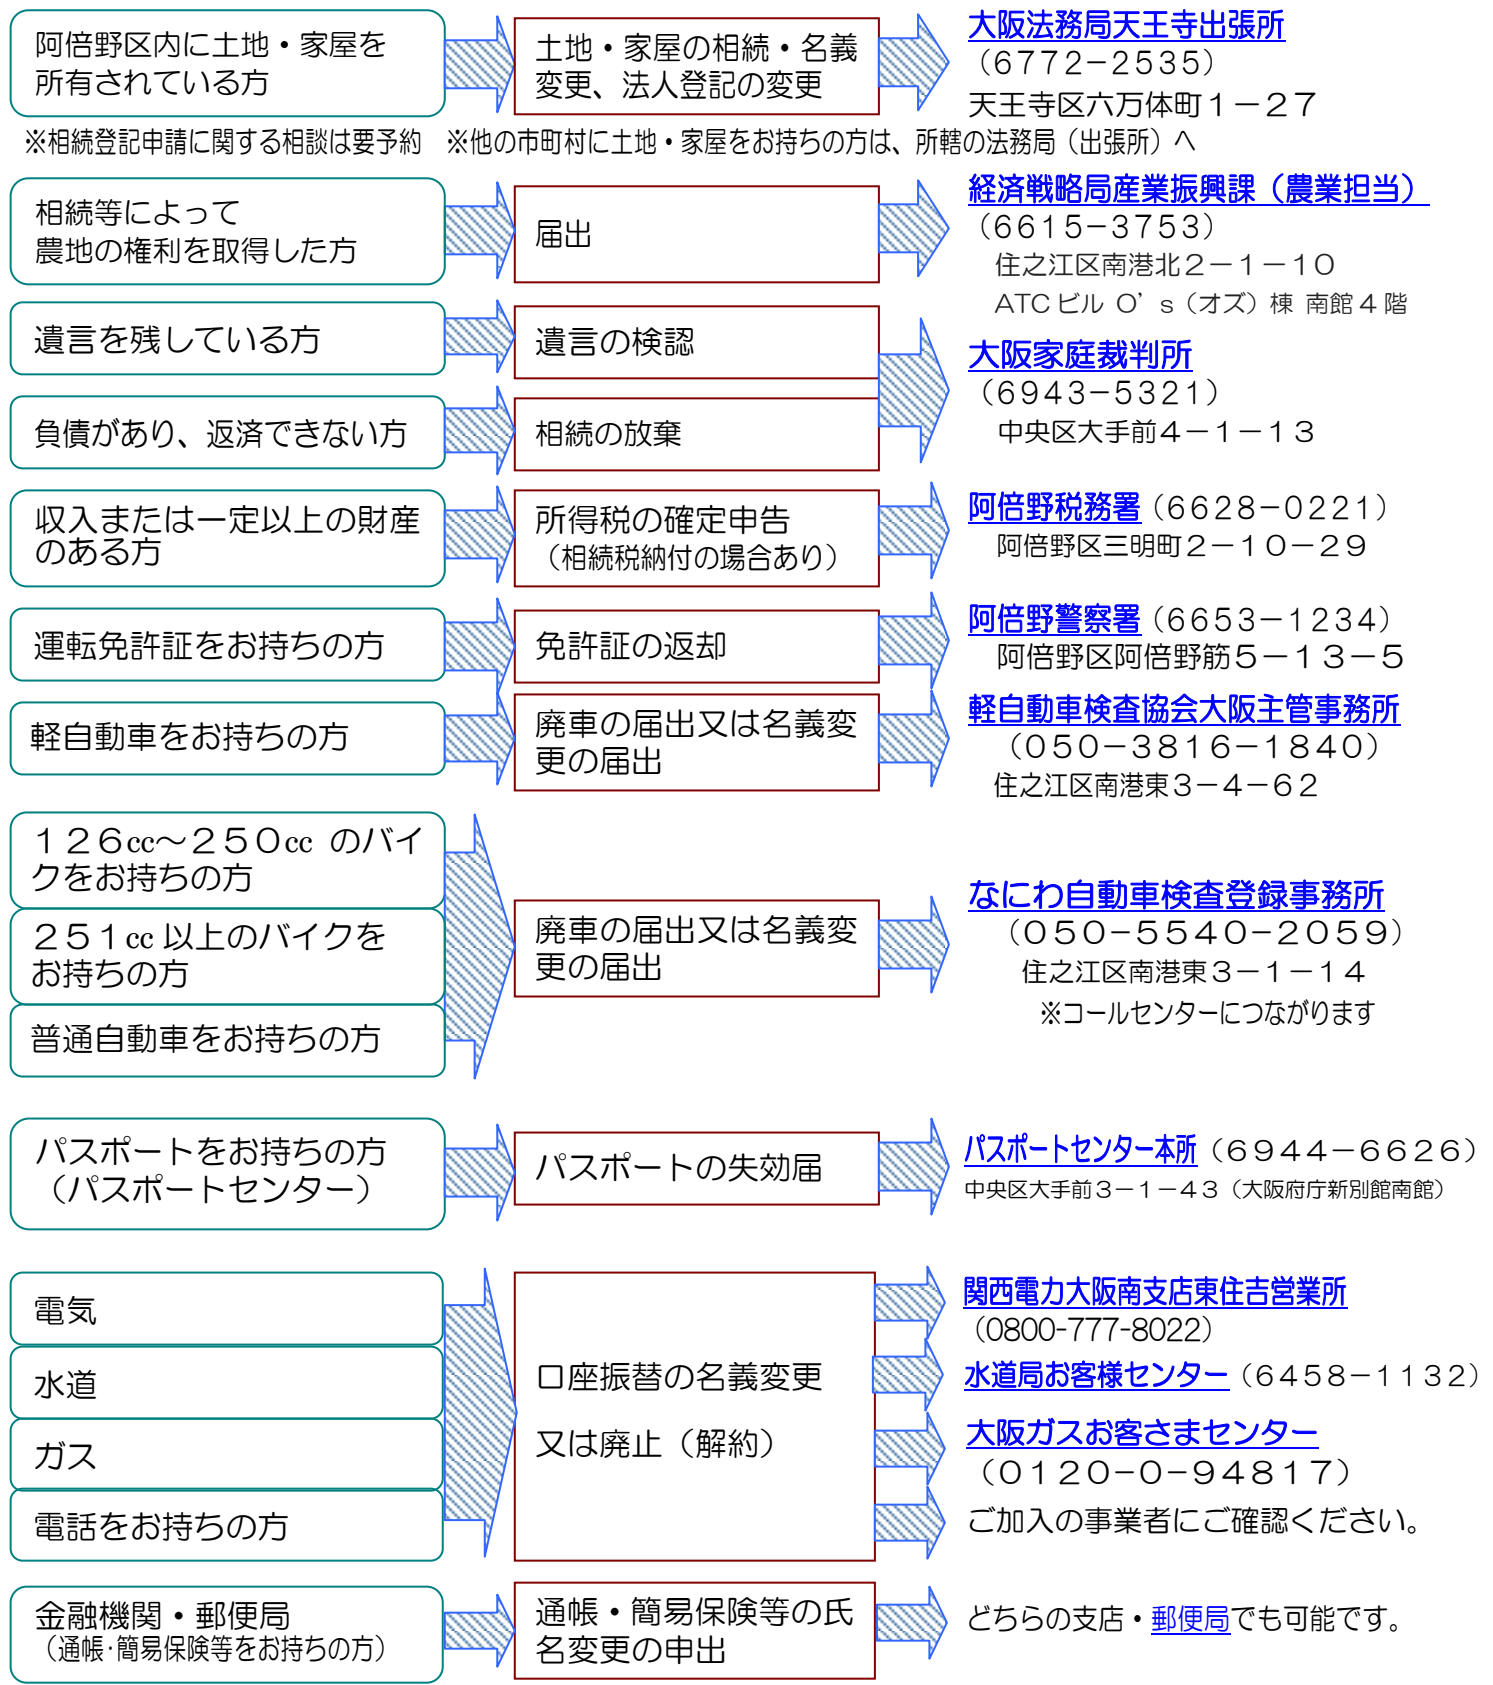 阿倍野区内に土地・家屋を
所有されている方
土地・家屋の相続・名義
変更、法人登記の変更
大阪法務局天王寺出張所
（６７７２－２５３５）
天王寺区六万体町１－２７
※相続登記申請に関する相談は要予約　※他の市町村に土地・家屋をお持ちの方は、所轄の法務局（出張所）へ
相続等によって
農地の権利を取得した方
届出
経済戦略局産業振興課（農業担当）
（６６１５－３７５３）
住之江区南港北２－１－１０
ATCビル O’s（オズ）棟 南館４階
遺言を残している方
遺言の検認
負債があり、返済できない方
相続の放棄
大阪家庭裁判所
（６９４３－５３２１）
中央区大手前４－１－１３
収入または一定以上の財産
のある方
所得税の確定申告
（相続税納付の場合あり）
阿倍野税務署（６６２８－０２２１）
阿倍野区三明町２－１０－２９
運転免許証をお持ちの方
免許証の返却
阿倍野警察署（６６５３－１２３４）
阿倍野区阿倍野筋５－１３－５
軽自動車をお持ちの方
廃車の届出又は名義変
更の届出
軽自動車検査協会大阪主管事務所
（０５０－３８１６－１８４０）
住之江区南港東３－４－６２
１２６cc～２５０cc のバイ
クをお持ちの方
２５１cc 以上のバイクを
お持ちの方
普通自動車をお持ちの方
廃車の届出又は名義変
更の届出
なにわ自動車検査登録事務所
（０５０－５５４０－２０５９）
住之江区南港東３－１－１４
※コールセンターにつながります
パスポートをお持ちの方
（パスポートセンター）
パスポートの失効届
パスポートセンター本所（６９４４－６６２６）
中央区大手前３－１－４３（大阪府庁新別館南館）
電気
水道
ガス
電話をお持ちの方
口座振替の名義変更
又は廃止（解約）
関西電力大阪南支店東住吉営業所
（0800-777-8022）
水道局お客様センター（６４５８－１１３２）
大阪ガスお客さまセンター
（０１２０－０－９４８１７）
ご加入の事業者にご確認ください。
金融機関・郵便局
（通帳・簡易保険等をお持ちの方）
通帳・簡易保険等の氏
名変更の申出
どちらの支店・郵便局でも可能です。